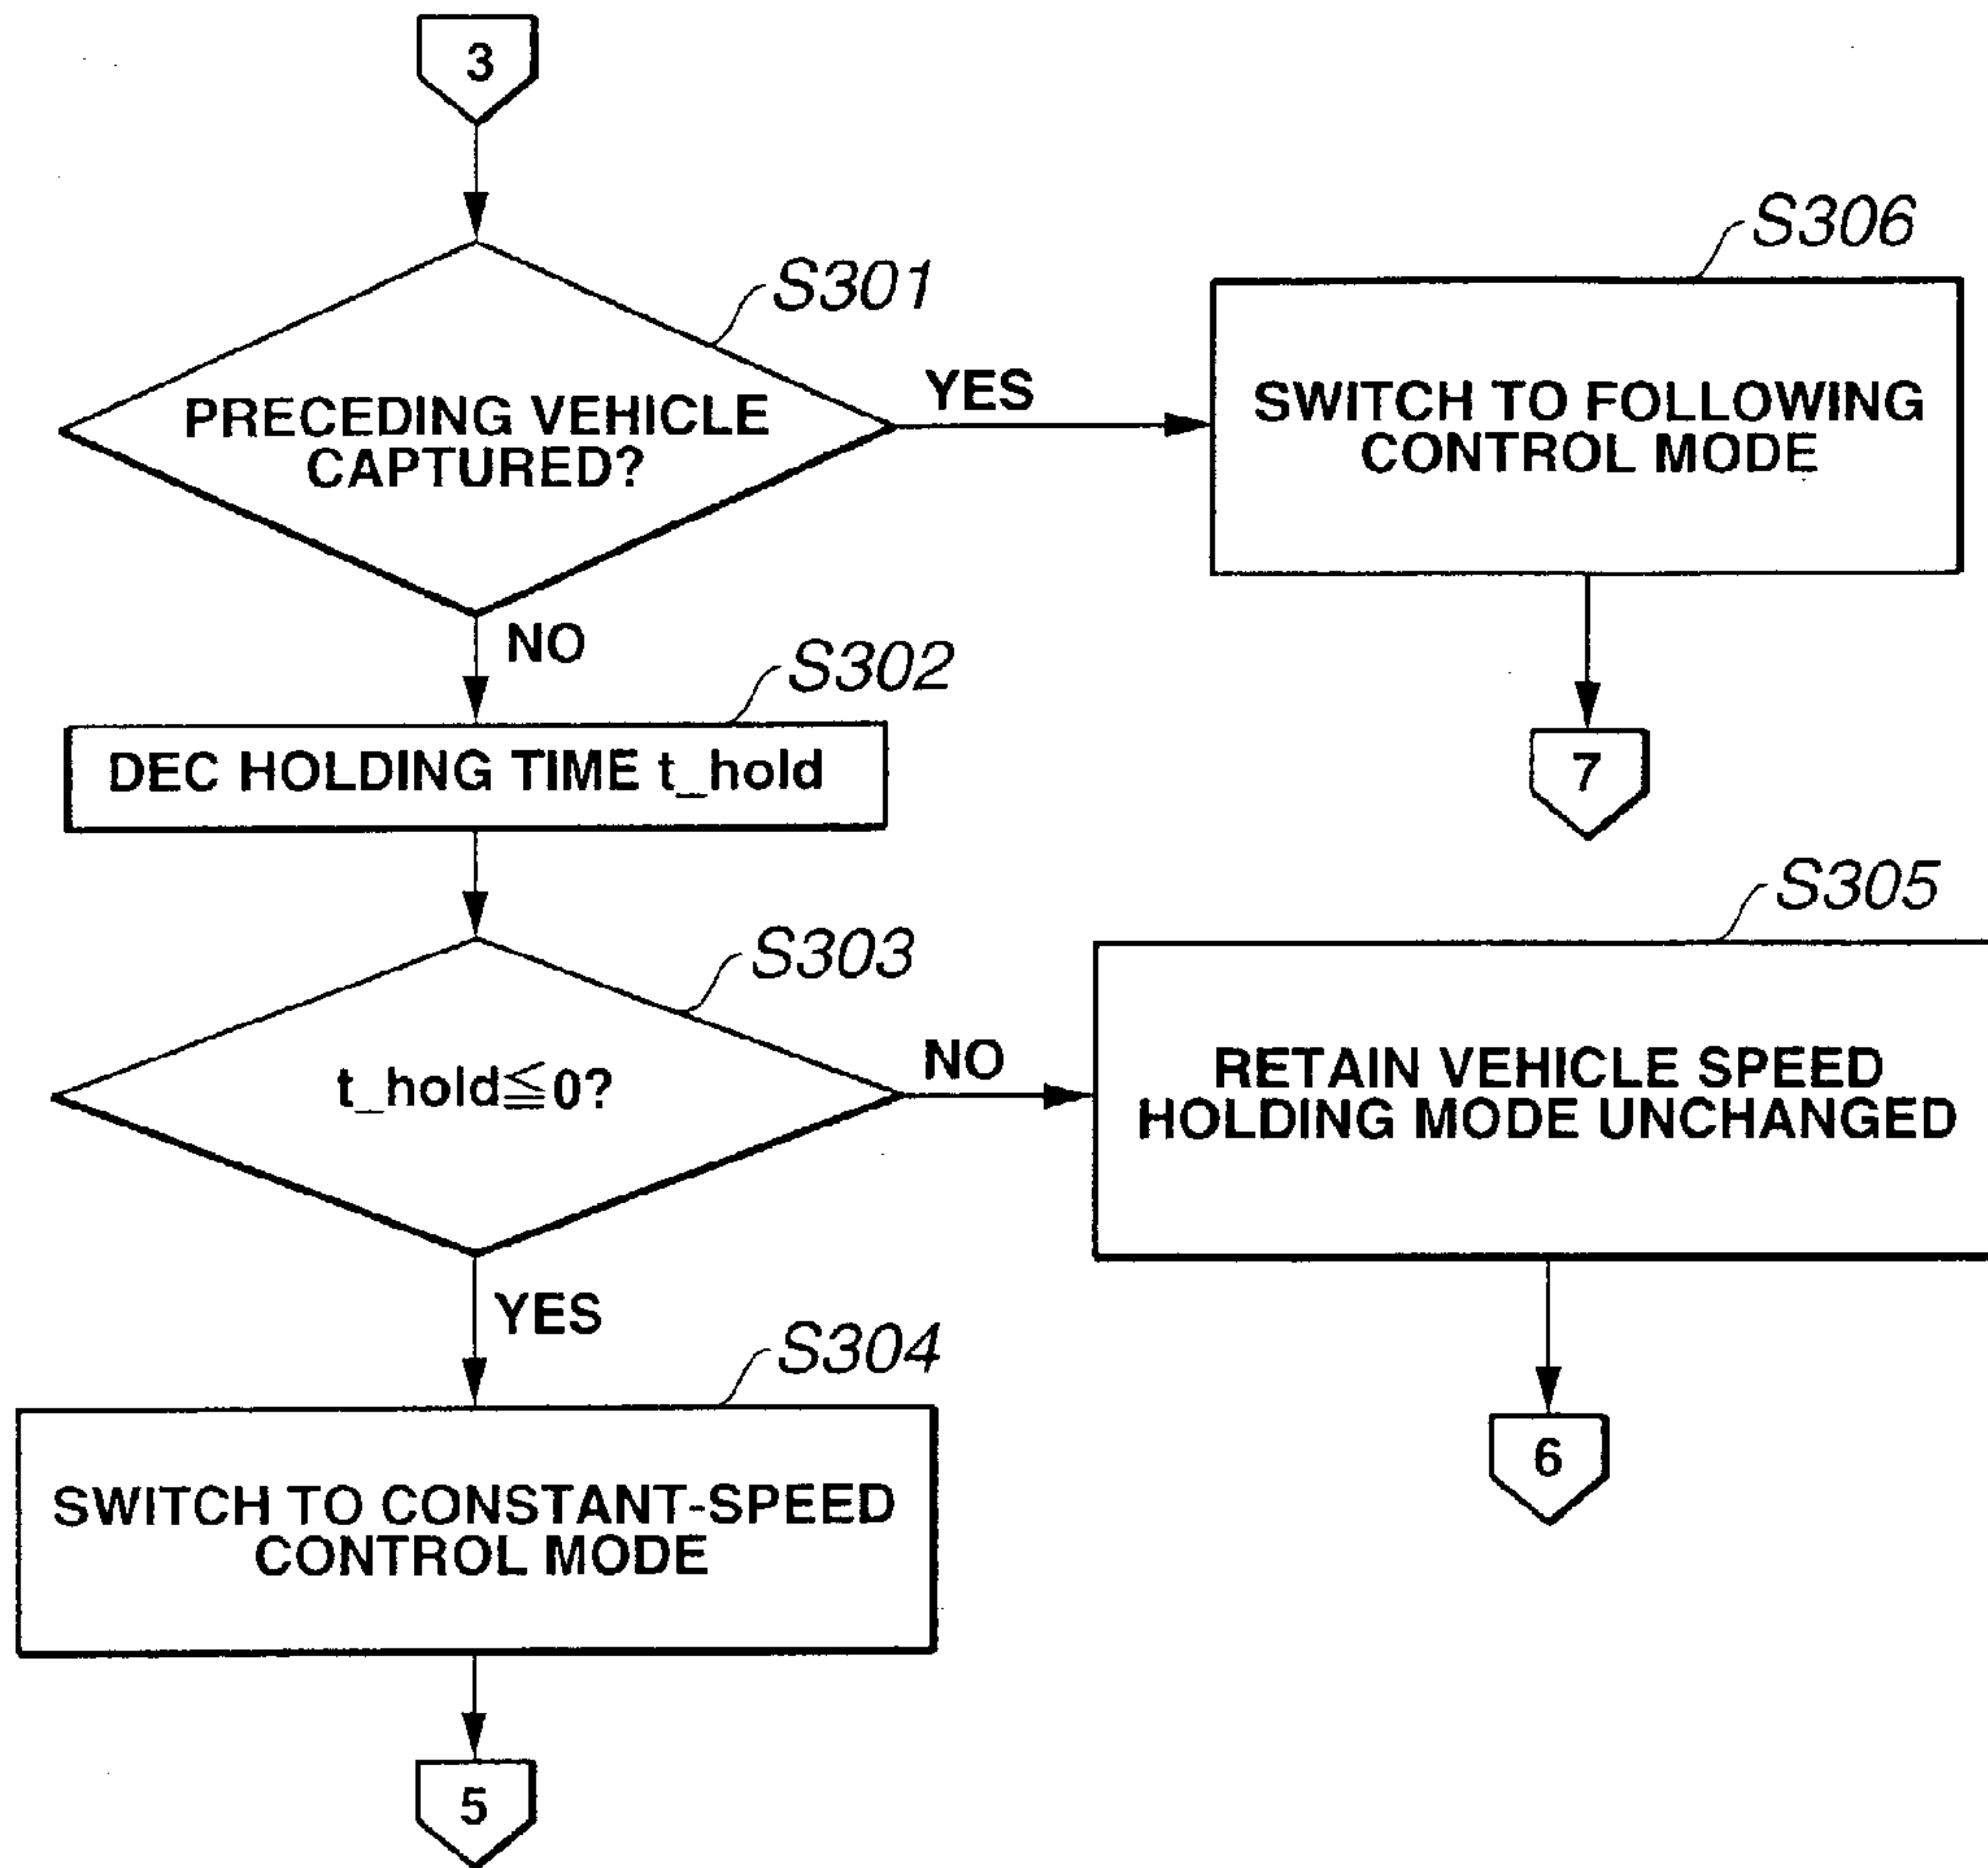 3
S301
PRECEDING VEHICLE
CAPTURED?
YES
S306
SWITCH TO FOLLOWING
CONTROL MODE
7
NO
S302
DEC HOLDING TIME t_hold
S303
t_hold≦0?
NO
S305
RETAIN VEHICLE SPEED
HOLDING MODE UNCHANGED
6
YES
S304
SWITCH TO CONSTANT-SPEED
CONTROL MODE
5